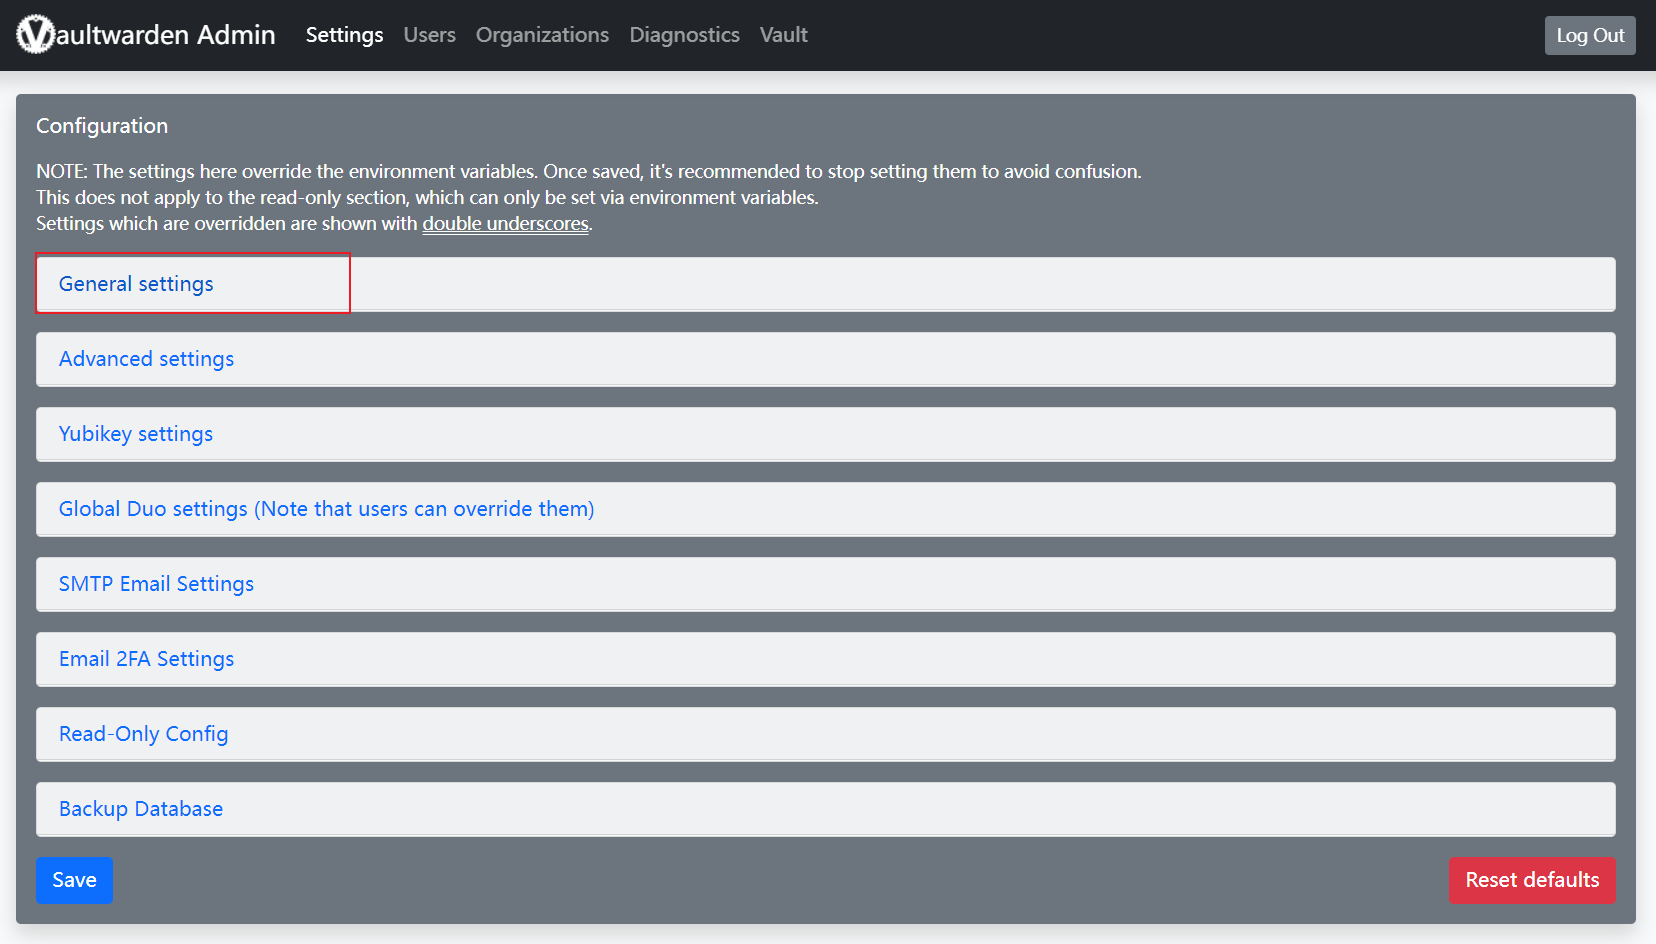 Vaultwarden Admin Settings Users Organizations Diagnostics Vault Log Out
Configuration
NOTE: The settings here override the environment variables. Once saved, it's recommended to stop setting them to avoid confusion.
This does not apply to the read-only section, which can only be set via environment variables.
Settings which are overridden are shown with double underscores.
General settings
Advanced settings
Yubikey settings
Global Duo settings (Note that users can override them)
SMTP Email Settings
Email 2FA Settings
Read-Only Config
Backup Database
Save Reset defaults